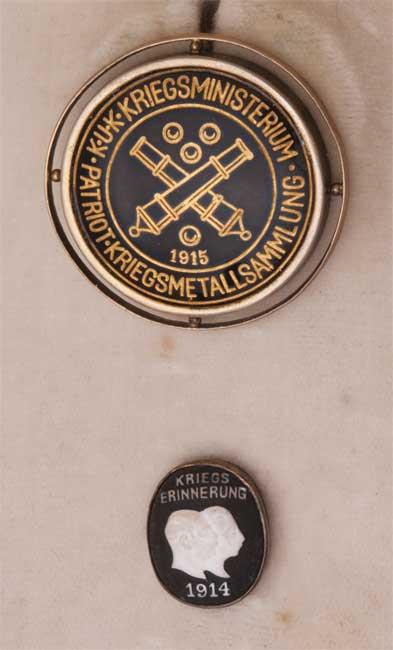 · K·U·K· KRIEGSMINISTERIUM ·
PATRIOT· KRIEGSMETALLSAMMLUNG
1915
KRIEGS
ERINNERUNG
1914